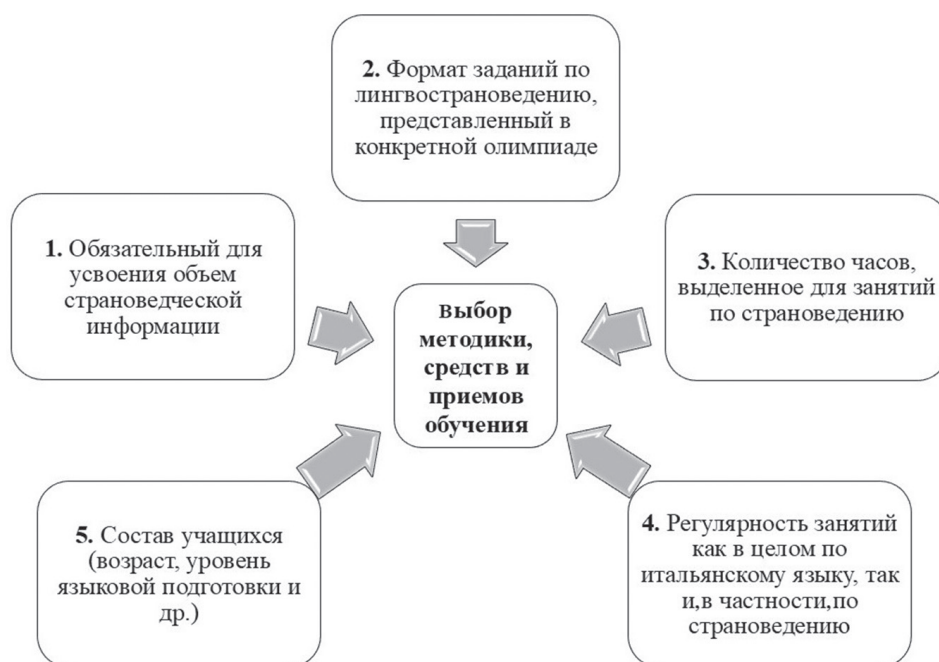 2. Формат заданий по
лингвострановедению,
представленный в
конкретной олимпиаде
1. Обязательный для
усвоения объем
страноведческой
информации
3. Количество часов,
выделенное для занятий
по страноведению
Выбор
методики,
средств и
приемов
обучения
5. Состав учащихся
(возраст, уровень
языковой подготовки и
др.)
4. Регулярность занятий
как в целом по
итальянскому языку, так
и,в частности,по
страноведению